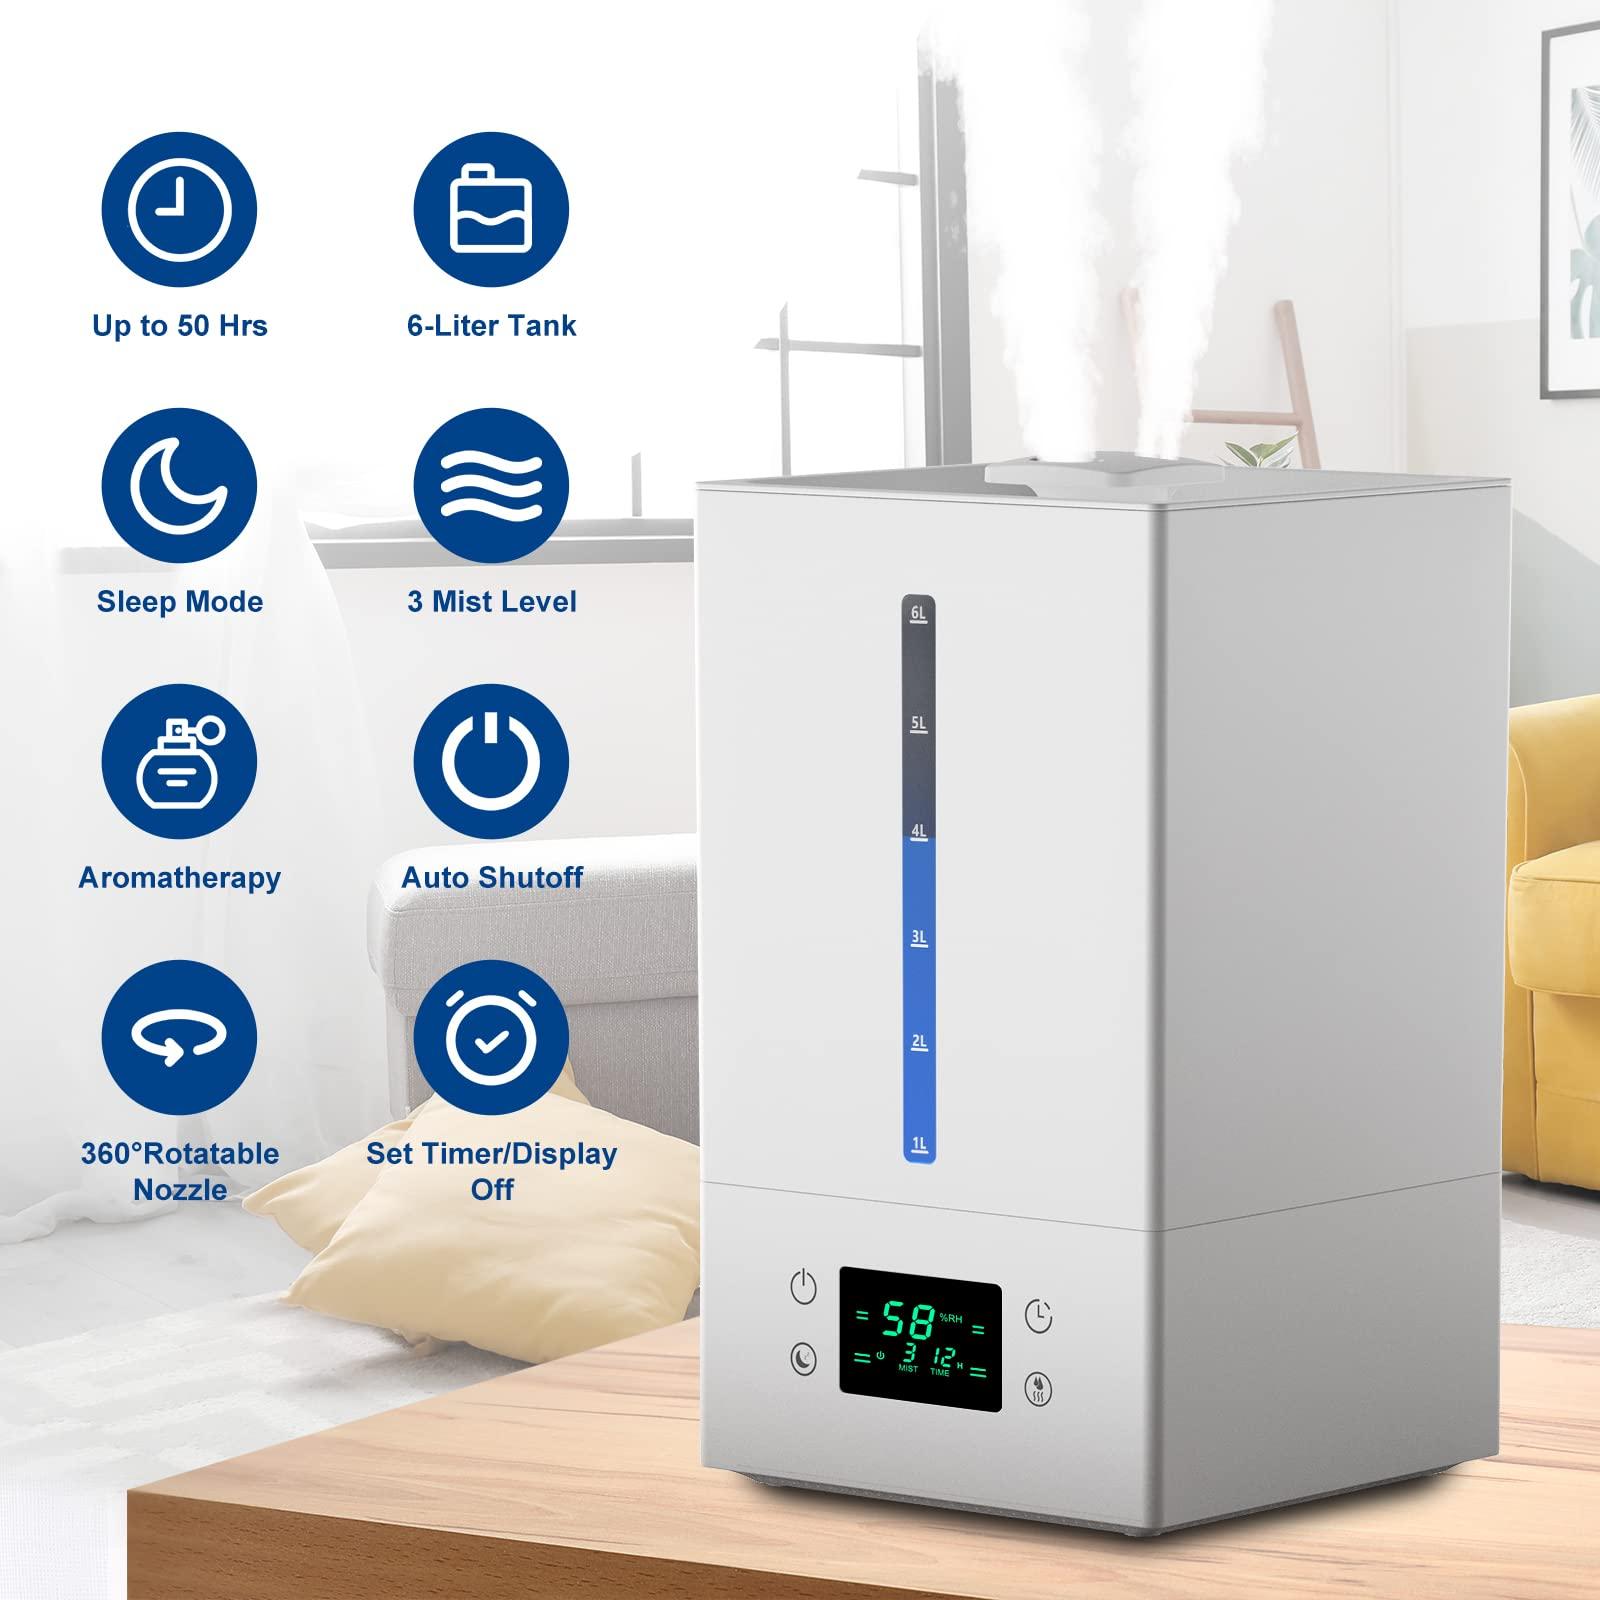 Up to 50 Hrs
6-Liter Tank
Sleep Mode
3 Mist Level
Aromatherapy
Auto Shutoff
360°Rotatable
Nozzle
Set Timer/Display
Off
6L
5L
4L
3L
2L
1L
58 %RH
3 12 H
MIST TIME